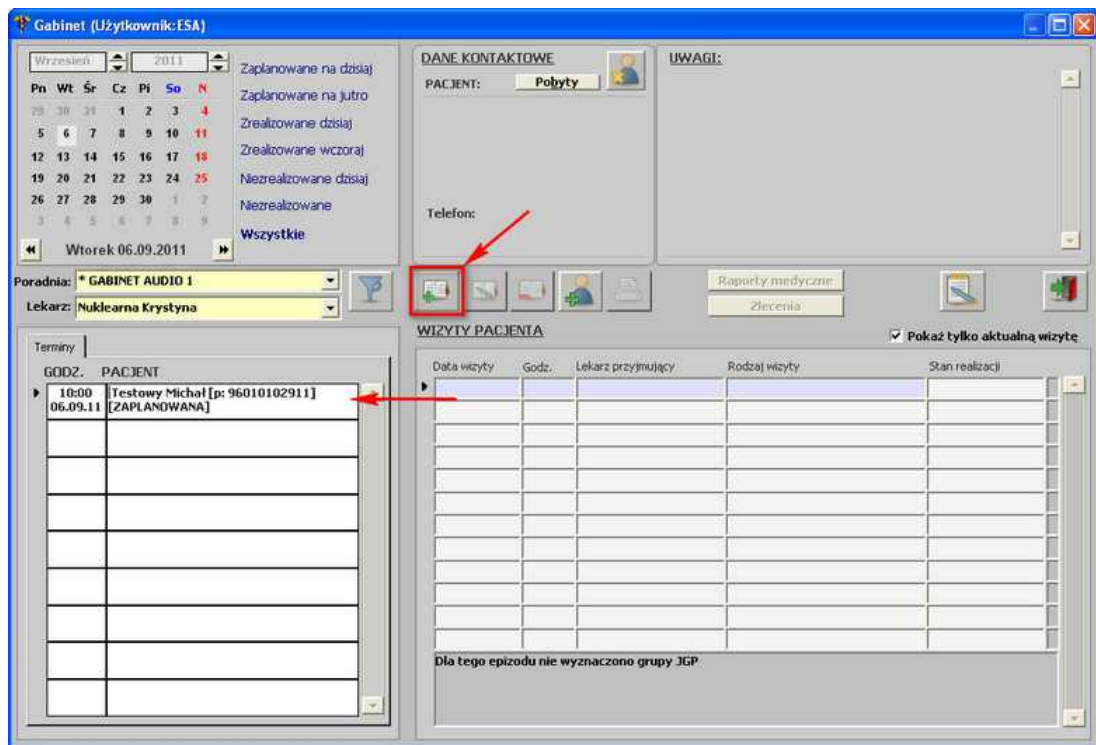 Gabinet (Użytkownik:ESA)
Wrzesień 2011
Pn Wt Śr Cz Pi So N
29 30 31 1 2 3 4
5 6 7 8 9 10 11
12 13 14 15 16 17 18
19 20 21 22 23 24 25
26 27 28 29 30 1 2
3 4 5 6 7 8 9
Wtorek 06.09.2011
Zaplanowane na dzisiaj
Zaplanowane na jutro
Zrealizowane dzisiaj
Zrealizowane wczoraj
Niezrealizowane dzisiaj
Niezrealizowane
Wszystkie
DANE KONTAKTOWE
PACJENT: Pobyty
Telefon:
UWAGI:
Poradnia: * GABINET AUDIO 1
Lekarz: Nuklearna Krystyna
Raporty medyczne
Zlecenia
Terminy
GODZ. PACJENT
10:00 Testowy Michał [p: 96010102911]
06.09.11 [ZAPLANOWANA]
WIZYTY PACJENTA
Pokaż tylko aktualną wizytę
Data wizyty Godz. Lekarz przyjmujący Rodzaj wizyty Stan realizacji
Dla tego epizodu nie wyznaczono grupy JGP